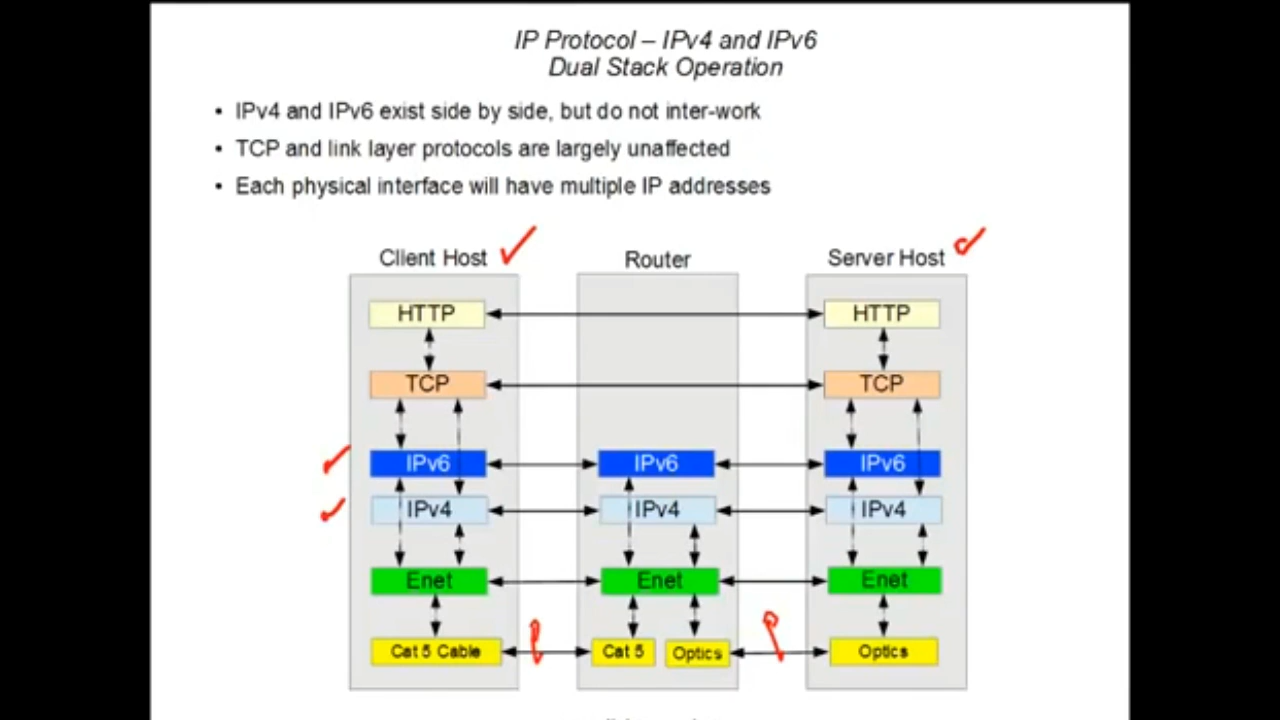 IP Protocol – IPv4 and IPv6
Dual Stack Operation
• IPv4 and IPv6 exist side by side, but do not inter-work
• TCP and link layer protocols are largely unaffected
• Each physical interface will have multiple IP addresses
Client Host Router Server Host
HTTP HTTP
TCP TCP
IPv6 IPv6 IPv6
IPv4 IPv4 IPv4
Enet Enet Enet
Cat 5 Cable Cat 5 Optics Optics